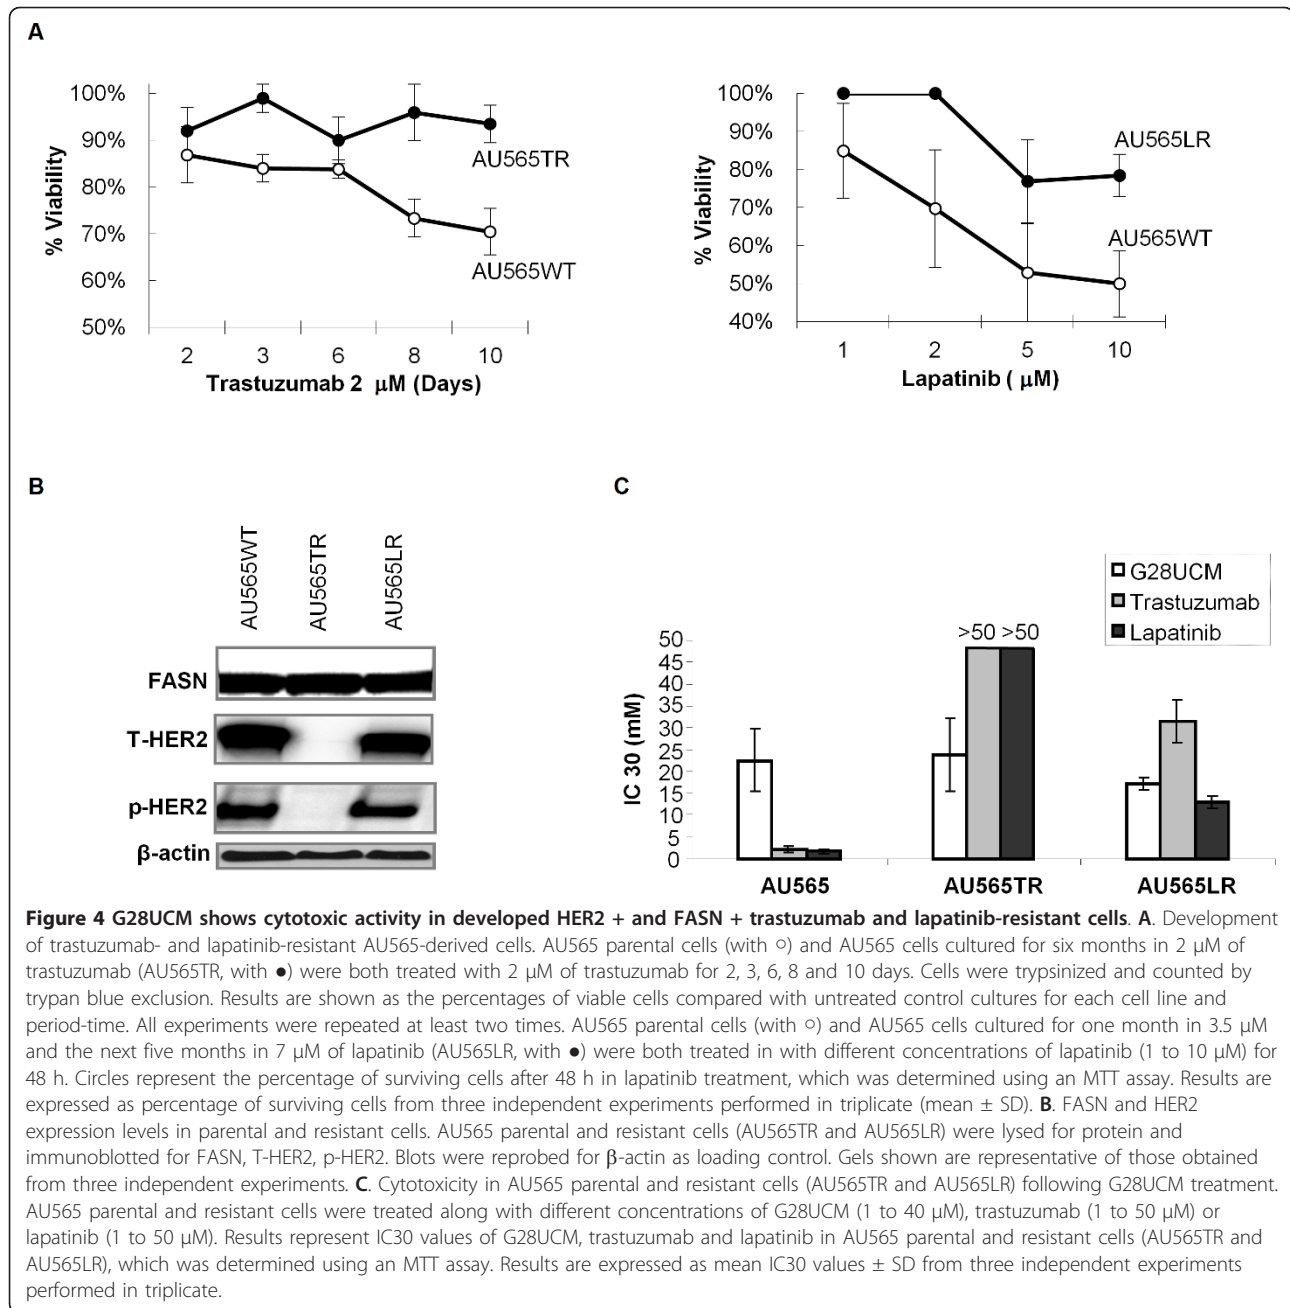 A
100%
90%
80%
70%
60%
50%
% Viability
AU565TR
AU565WT
2 3 6 8 10
Trastuzumab 2 μM (Days)
100%
90%
80%
70%
60%
50%
40%
% Viability
AU565LR
AU565WT
1 2 5 10
Lapatinib ( μM)
B
AU565WT
AU565TR
AU565LR
FASN
T-HER2
p-HER2
β-actin
C
G28UCM
Trastuzumab
Lapatinib
>50 >50
50
45
40
35
30
25
20
15
10
5
0
IC 30 (mM)
AU565 AU565TR AU565LR
Figure 4 G28UCM shows cytotoxic activity in developed HER2 + and FASN + trastuzumab and lapatinib-resistant cells. A. Development
of trastuzumab- and lapatinib-resistant AU565-derived cells. AU565 parental cells (with ○) and AU565 cells cultured for six months in 2 μM of
trastuzumab (AU565TR, with ●) were both treated with 2 μM of trastuzumab for 2, 3, 6, 8 and 10 days. Cells were trypsinized and counted by
trypan blue exclusion. Results are shown as the percentages of viable cells compared with untreated control cultures for each cell line and
period-time. All experiments were repeated at least two times. AU565 parental cells (with ○) and AU565 cells cultured for one month in 3.5 μM
and the next five months in 7 μM of lapatinib (AU565LR, with ●) were both treated in with different concentrations of lapatinib (1 to 10 μM) for
48 h. Circles represent the percentage of surviving cells after 48 h in lapatinib treatment, which was determined using an MTT assay. Results are
expressed as percentage of surviving cells from three independent experiments performed in triplicate (mean ± SD). B. FASN and HER2
expression levels in parental and resistant cells. AU565 parental and resistant cells (AU565TR and AU565LR) were lysed for protein and
immunoblotted for FASN, T-HER2, p-HER2. Blots were reprobed for β-actin as loading control. Gels shown are representative of those obtained
from three independent experiments. C. Cytotoxicity in AU565 parental and resistant cells (AU565TR and AU565LR) following G28UCM treatment.
AU565 parental and resistant cells were treated along with different concentrations of G28UCM (1 to 40 μM), trastuzumab (1 to 50 μM) or
lapatinib (1 to 50 μM). Results represent IC30 values of G28UCM, trastuzumab and lapatinib in AU565 parental and resistant cells (AU565TR and
AU565LR), which was determined using an MTT assay. Results are expressed as mean IC30 values ± SD from three independent experiments
performed in triplicate.